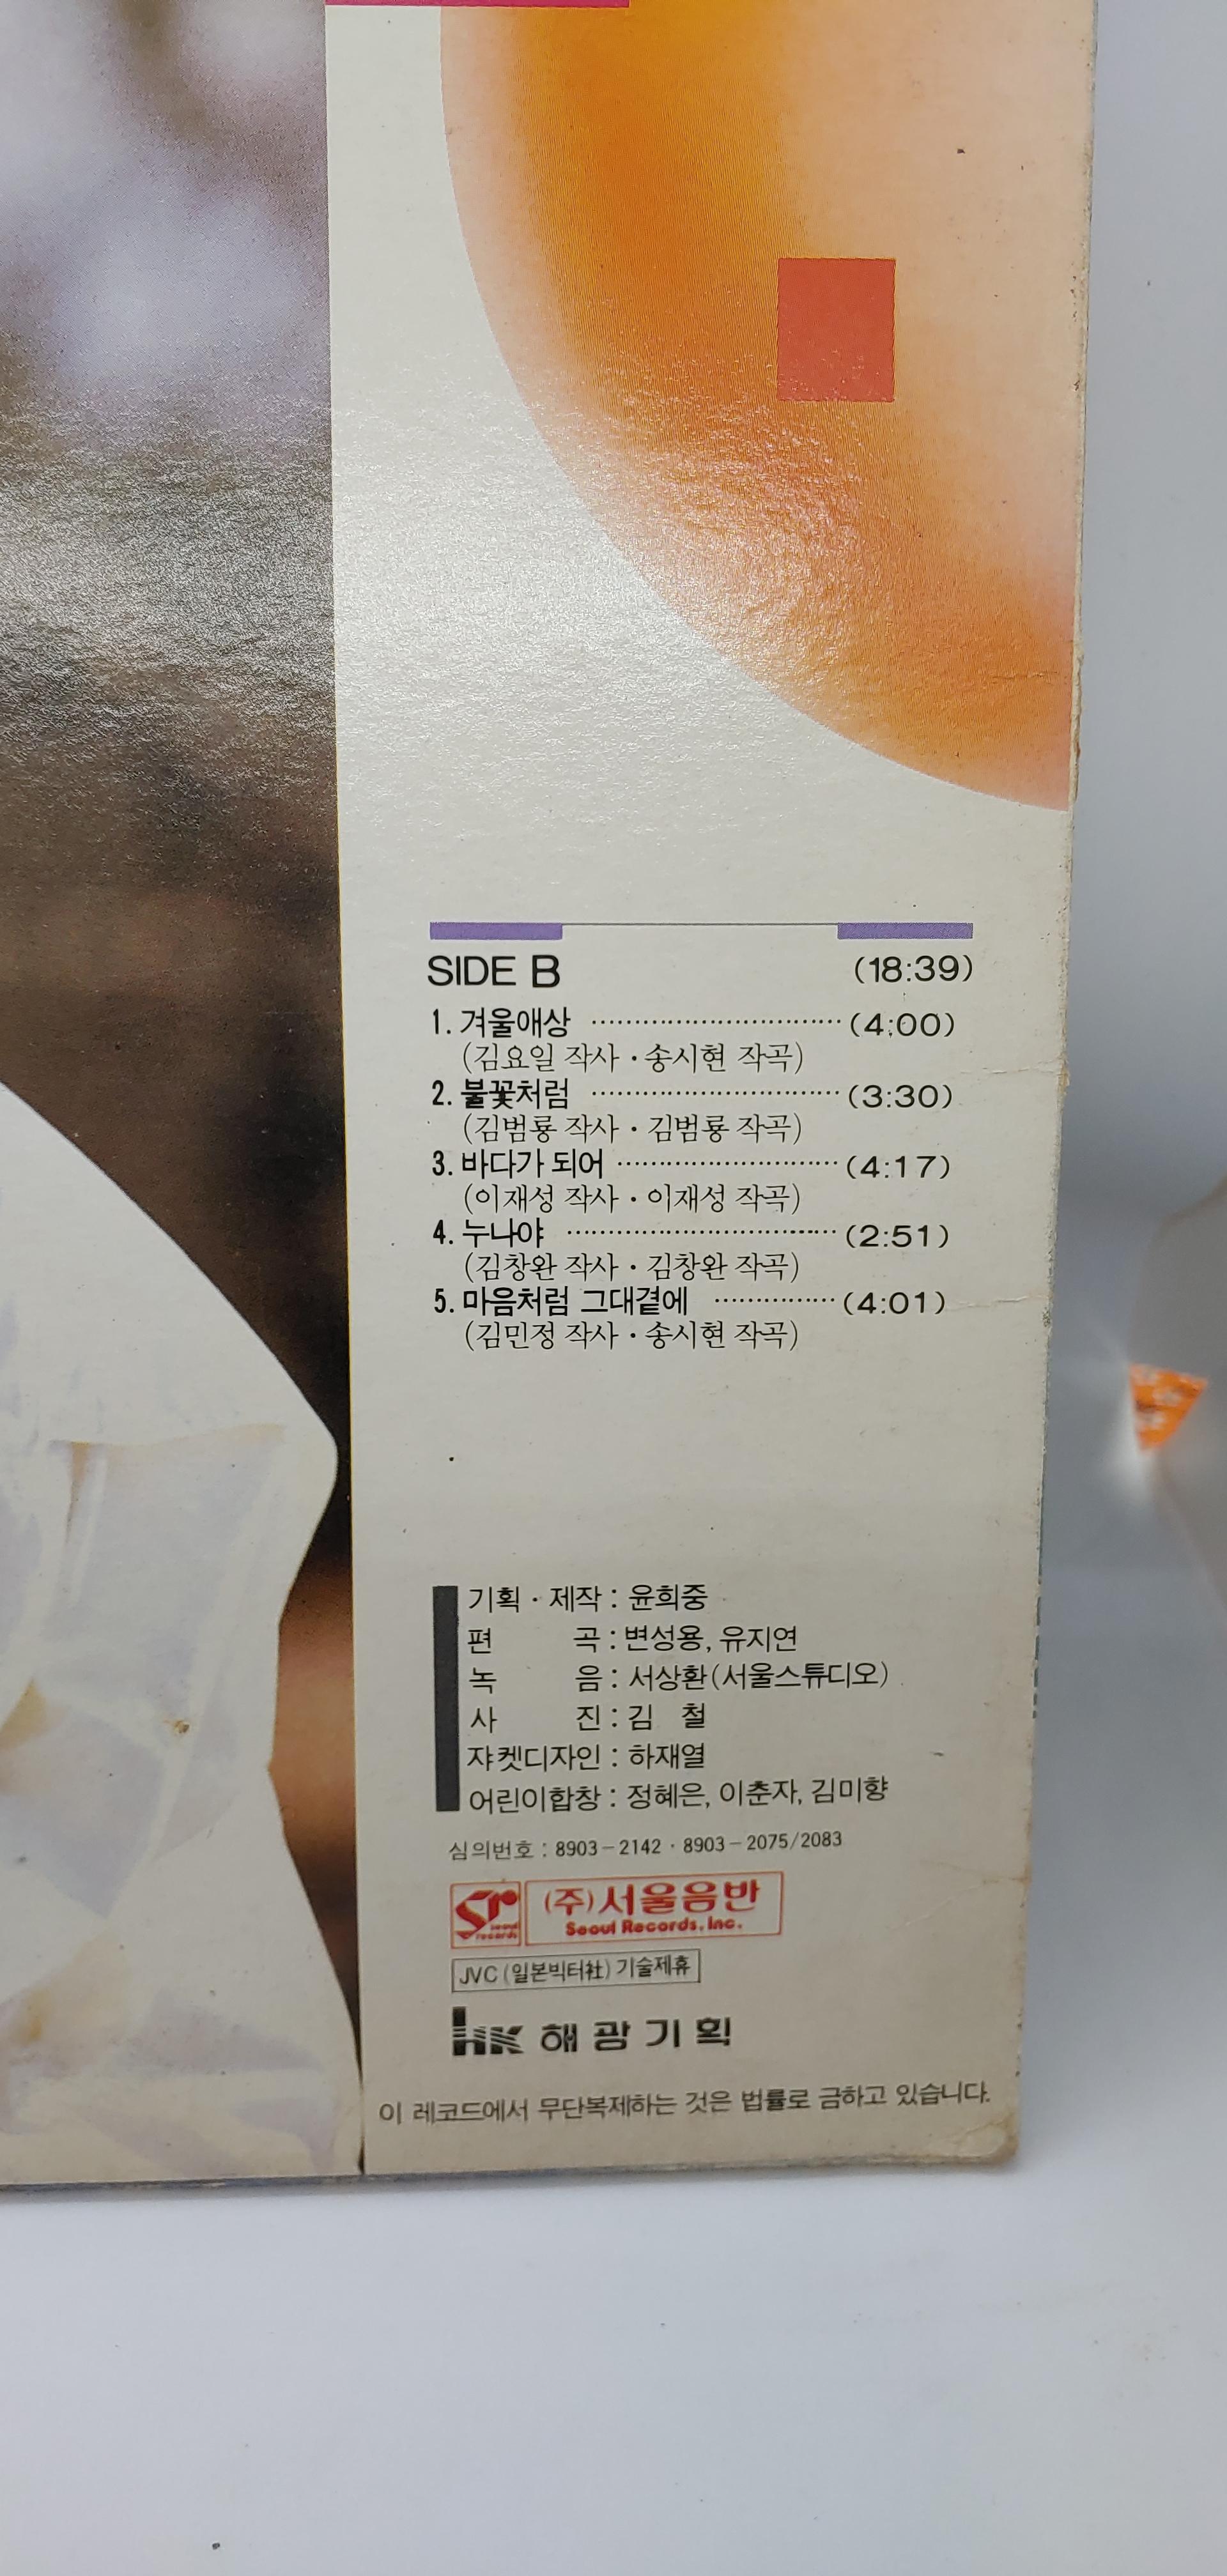 SIDE B (18:39)
1. 겨울애상 ································ (4:00)
(김요일 작사 · 송시현 작곡)
2. 불꽃처럼 ································ (3:30)
(김범룡 작사 · 김범룡 작곡)
3. 바다가 되어 ···························· (4:17)
(이재성 작사 · 이재성 작곡)
4. 누나야 ·································· (2:51)
(김창완 작사 · 김창완 작곡)
5. 마음처럼 그대곁에 ··············· (4:01)
(김민정 작사 · 송시현 작곡)
기획 · 제작 : 윤희중
편 곡 : 변성용, 유지연
녹 음 : 서상환(서울스튜디오)
사 진 : 김 철
쟈켓디자인 : 하재열
어린이합창 : 정혜은, 이춘자, 김미향
심의번호 : 8903-2142 · 8903-2075/2083
Sr seoul records (주)서울음반
Seoul Records, Inc.
JVC (일본빅터社) 기술제휴
HK 해광기획
이 레코드에서 무단복제하는 것은 법률로 금하고 있습니다.